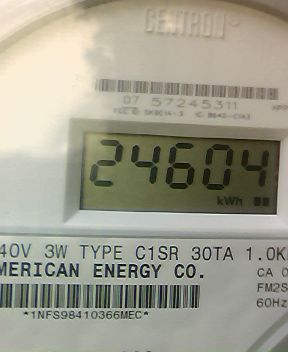 CENTRON®
07 57245311
24604
kWh
40V 3W TYPE C1SR 30TA 1.0K
MERICAN ENERGY CO.
CA 0
FM2S
60Hz
*1NFS98410366MEC*